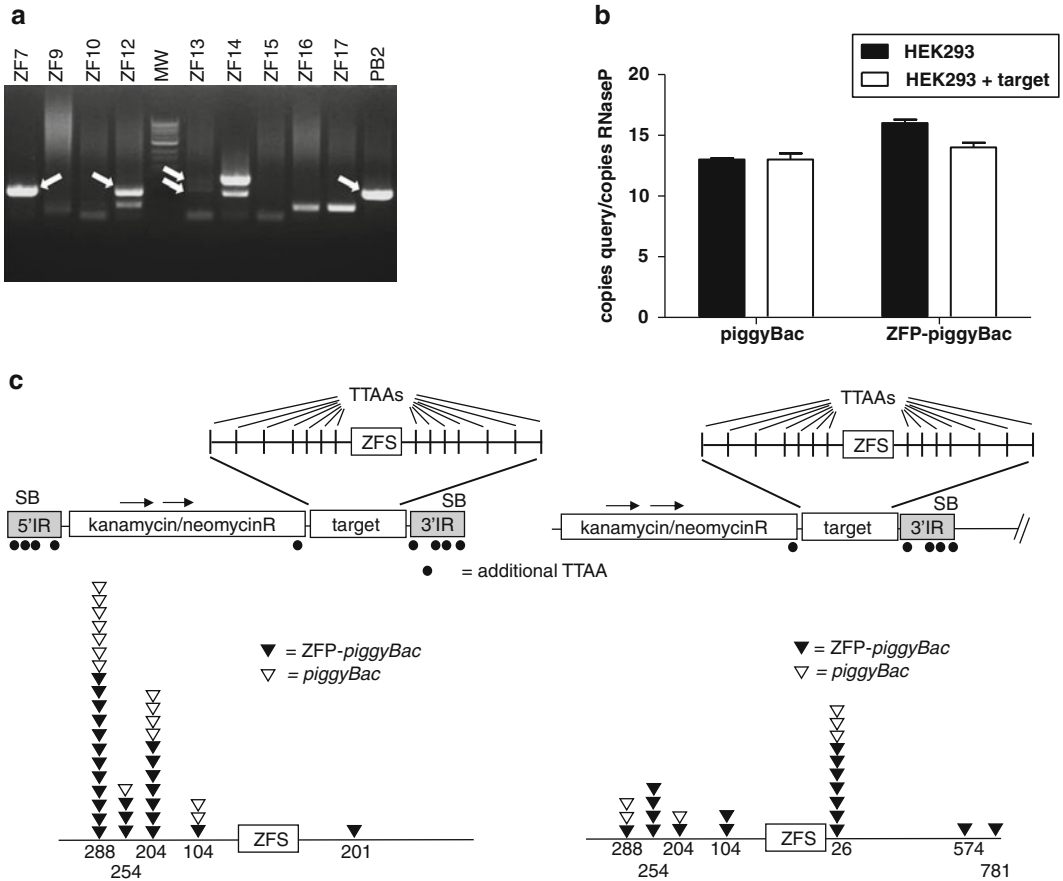 a
ZF7
ZF9
ZF10
ZF12
MW
ZF13
ZF14
ZF15
ZF16
ZF17
PB2
b
HEK293
HEK293 + target
copies query/copies RNaseP
20
15
10
5
0
piggyBac
ZFP-piggyBac
c
TTAAs
ZFS
SB
SB
5'IR
kanamycin/neomycinR
target
3'IR
TTAAs
ZFS
SB
kanamycin/neomycinR
target
3'IR
= additional TTAA
= ZFP-piggyBac
= piggyBac
ZFS
288
254
204
104
201
= ZFP-piggyBac
= piggyBac
ZFS
288
254
204
104
26
574
781